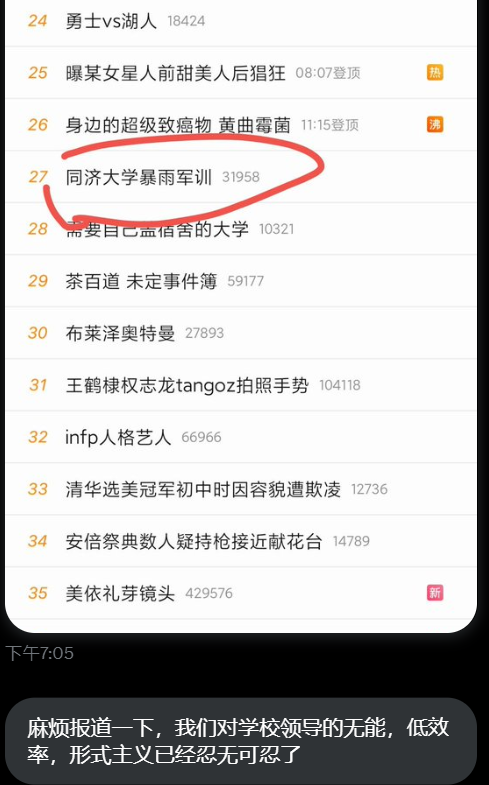 24 勇士vs湖人 18424
25 曝某女星人前甜美人后猖狂 08:07登顶 热
26 身边的超级致癌物 黄曲霉菌 11:15登顶 沸
27 同济大学暴雨军训 31958
28 需要自己盖宿舍的大学 10321
29 茶百道 未定事件簿 59177
30 布莱泽奥特曼 27893
31 王鹤棣权志龙tangoz拍照手势 104118
32 infp人格艺人 66966
33 清华选美冠军初中时因容貌遭欺凌 12736
34 安倍祭典数人疑持枪接近献花台 14789
35 美依礼芽镜头 429576 新
下午7:05
麻烦报道一下，我们对学校领导的无能，低效
率，形式主义已经忍无可忍了